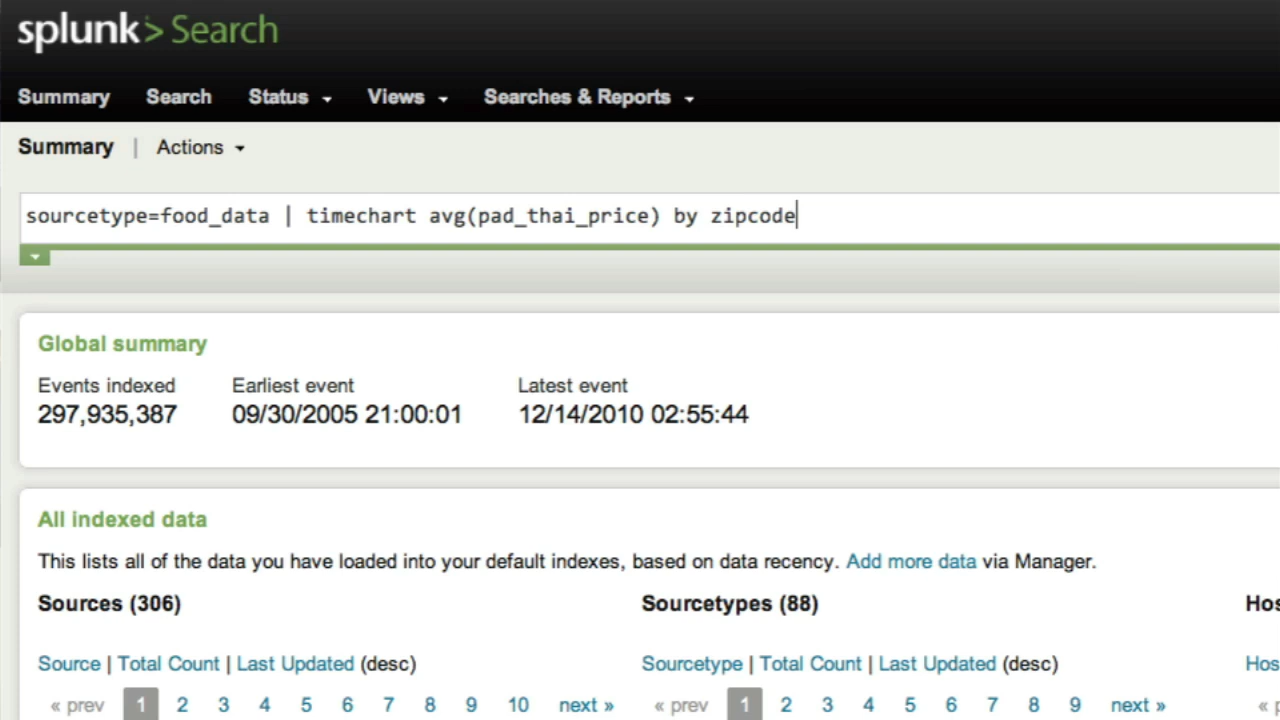 splunk> Search
Summary Search Status Views Searches & Reports
Summary | Actions
sourcetype=food_data | timechart avg(pad_thai_price) by zipcode
Global summary
Events indexed Earliest event Latest event
297,935,387 09/30/2005 21:00:01 12/14/2010 02:55:44
All indexed data
This lists all of the data you have loaded into your default indexes, based on data recency. Add more data via Manager.
Sources (306) Sourcetypes (88) Hos
Source | Total Count | Last Updated (desc) Sourcetype | Total Count | Last Updated (desc) Hos
« prev 1 2 3 4 5 6 7 8 9 10 next » « prev 1 2 3 4 5 6 7 8 9 next » « p